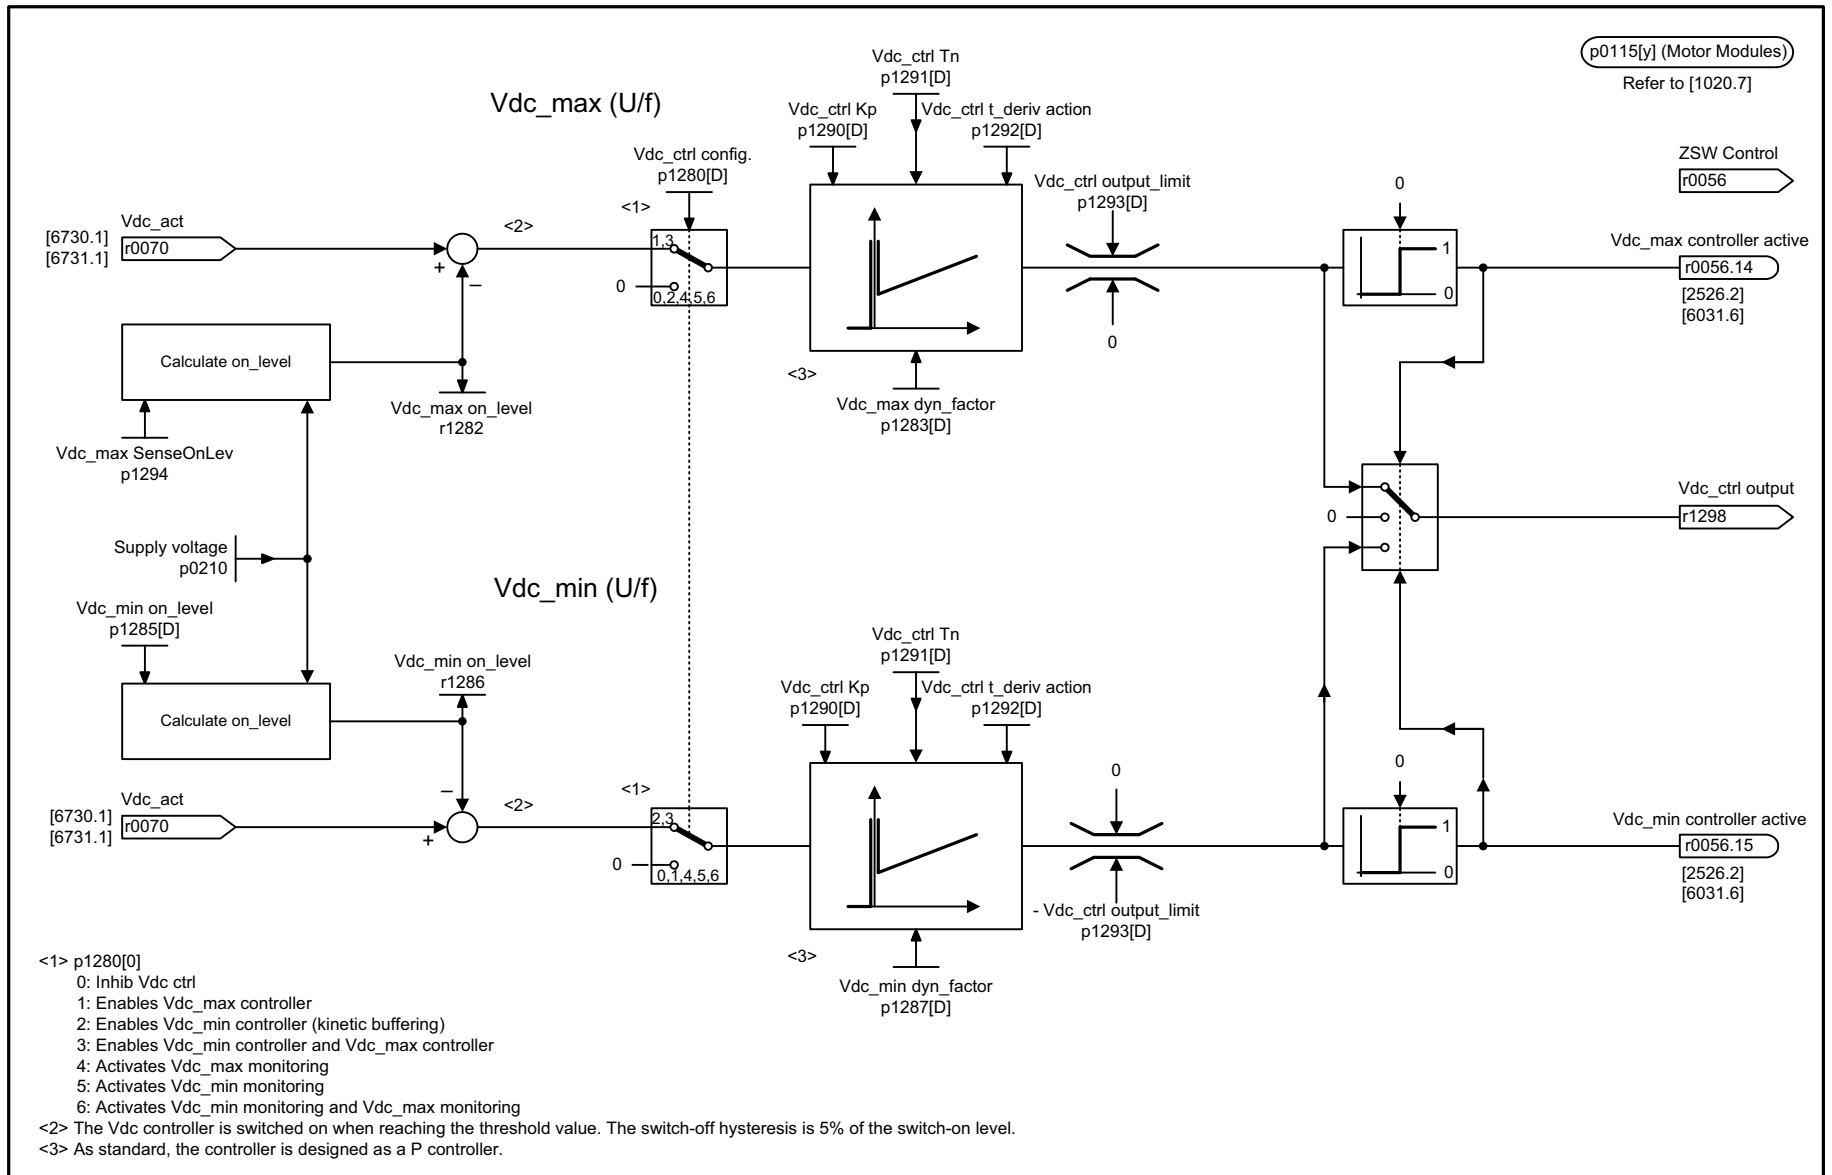 p0115[y] (Motor Modules)
Refer to [1020.7]
ZSW Control
r0056
Vdc_max (U/f)
Vdc_ctrl Tn
p1291[D]
Vdc_ctrl Kp
p1290[D]
Vdc_ctrl t_deriv action
p1292[D]
Vdc_ctrl config.
p1280[D]
Vdc_ctrl output_limit
p1293[D]
0
0
[6730.1]
[6731.1]
Vdc_act
r0070
+
–
<2>
<1>
1,3
0
0,2,4,5,6
1
0
Vdc_max controller active
r0056.14
[2526.2]
[6031.6]
Calculate on_level
Vdc_max on_level
r1282
Vdc_max SenseOnLev
p1294
<3>
Vdc_max dyn_factor
p1283[D]
Supply voltage
p0210
0
Vdc_ctrl output
r1298
Vdc_min (U/f)
Vdc_min on_level
p1285[D]
Calculate on_level
Vdc_min on_level
r1286
Vdc_ctrl Tn
p1291[D]
Vdc_ctrl Kp
p1290[D]
Vdc_ctrl t_deriv action
p1292[D]
0
0
[6730.1]
[6731.1]
Vdc_act
r0070
+
–
<2>
<1>
2,3
0
0,1,4,5,6
1
0
Vdc_min controller active
r0056.15
[2526.2]
[6031.6]
- Vdc_ctrl output_limit
p1293[D]
<3>
Vdc_min dyn_factor
p1287[D]
<1> p1280[0]
0: Inhib Vdc ctrl
1: Enables Vdc_max controller
2: Enables Vdc_min controller (kinetic buffering)
3: Enables Vdc_min controller and Vdc_max controller
4: Activates Vdc_max monitoring
5: Activates Vdc_min monitoring
6: Activates Vdc_min monitoring and Vdc_max monitoring
<2> The Vdc controller is switched on when reaching the threshold value. The switch-off hysteresis is 5% of the switch-on level.
<3> As standard, the controller is designed as a P controller.